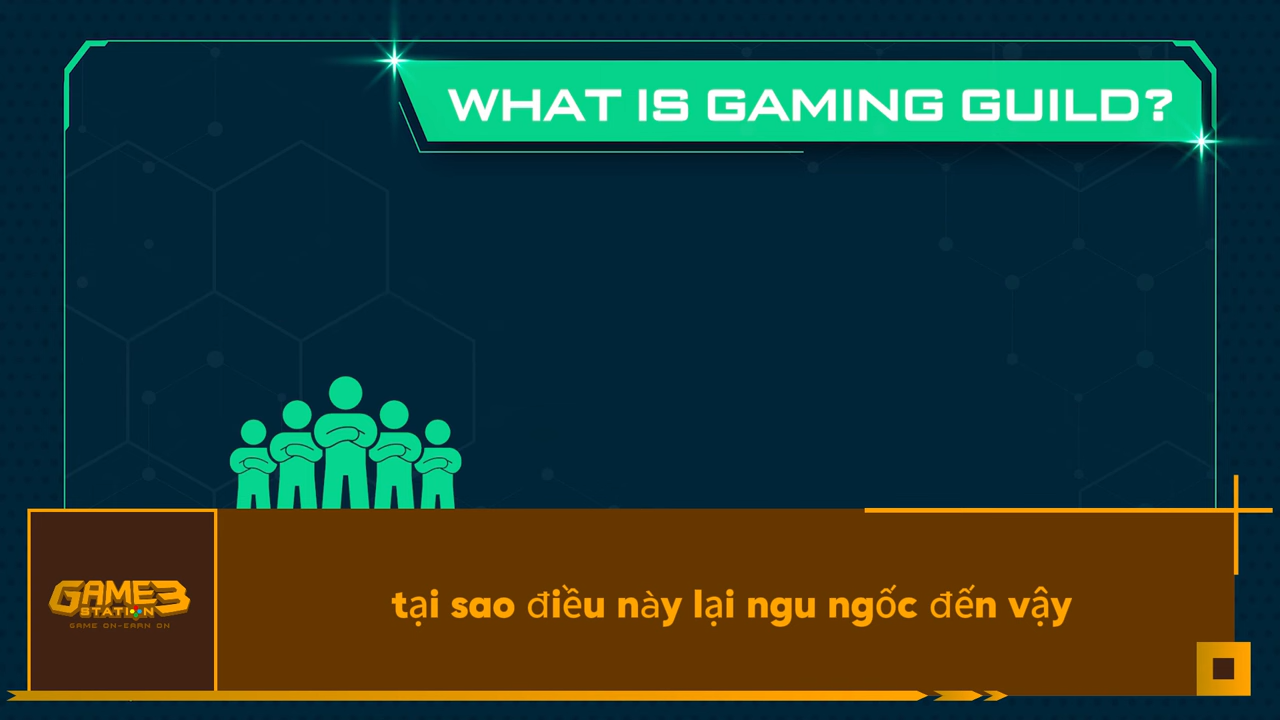 WHAT IS GAMING GUILD?
GAME3
STATION
GAME ON-EARN ON
tại sao điều này lại ngu ngốc đến vậy